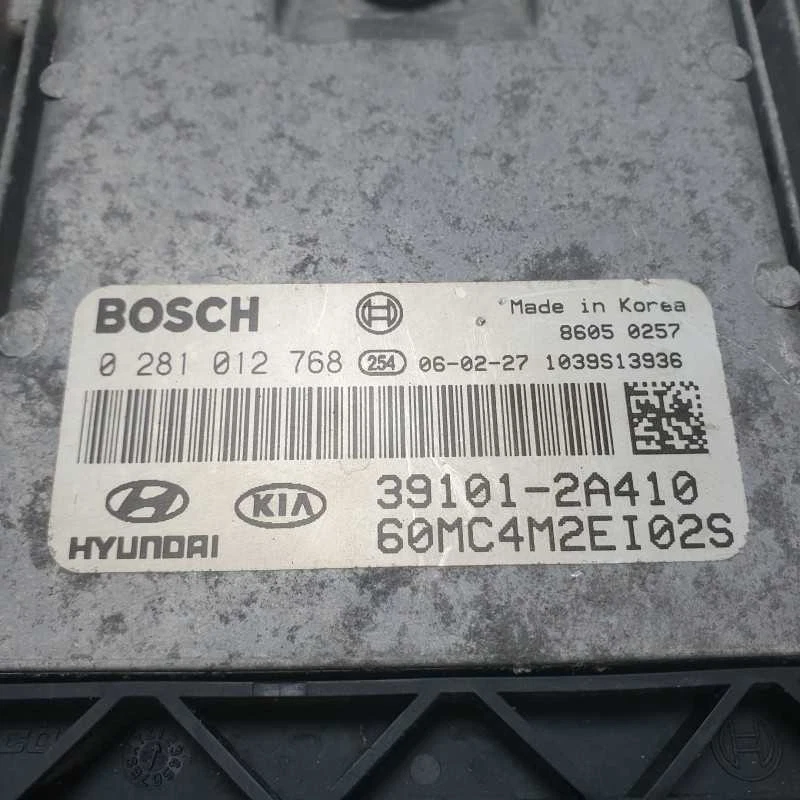 BOSCH
Made in Korea
8605 0257
0 281 012 768 254 06-02-27 1039S13936
HYUNDAI
KIA
39101-2A410
60MC4M2EI02S